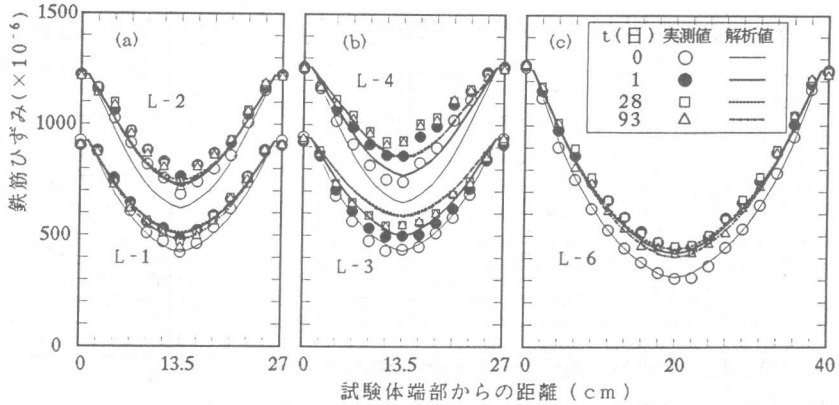 鉄筋ひずみ(×10⁻⁶)
1500
1000
500
0
(a)
L-2
L-1
0 13.5 27
(b)
L-4
L-3
0 13.5 27
(c)
t(日) 実測値 解析値
0
1
28
93
L-6
0 20 40
試験体端部からの距離(cm)